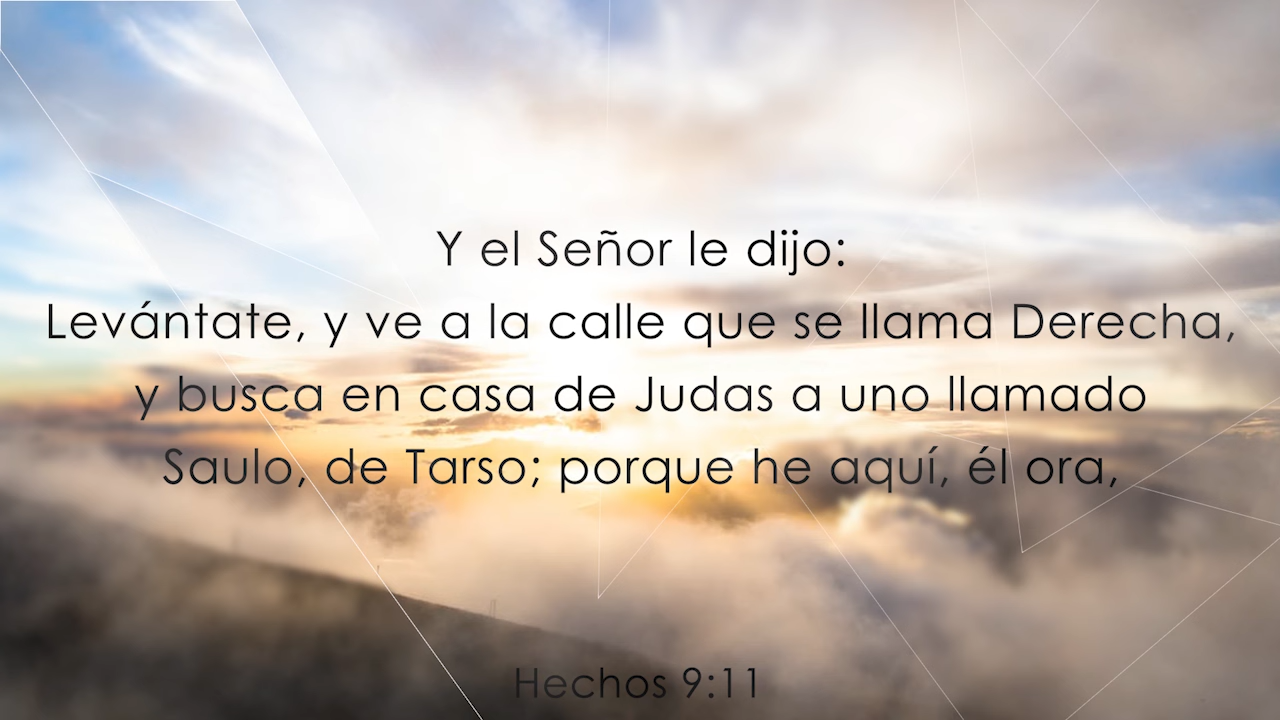 Y el Señor le dijo:
Levántate, y ve a la calle que se llama Derecha,
y busca en casa de Judas a uno llamado
Saulo, de Tarso; porque he aquí, él ora,
Hechos 9:11